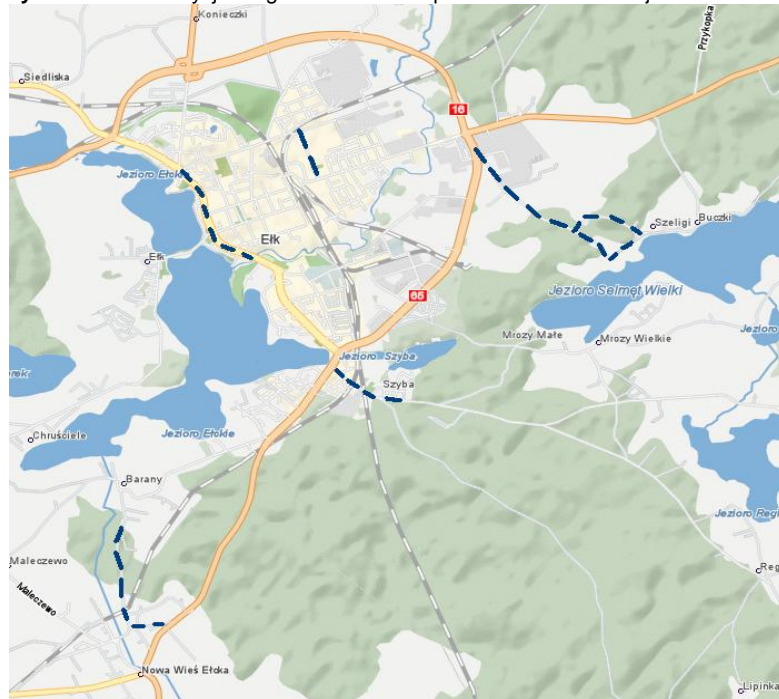 Konieczki
Przykopka
Siedliska
16
Jezioro Ełckie
Szeligi
Buczki
Ełk
Ełk
Jezioro Selmęt Wielki
65
Jezioro
Mrozy Małe
Mrozy Wielkie
Jezioro Szyba
Szyba
Chruściele
Jezioro Ełckie
Barany
Jezioro Regi
Maleczewo
Reg
Maleczewo
Nowa Wieś Ełcka
Lipinka